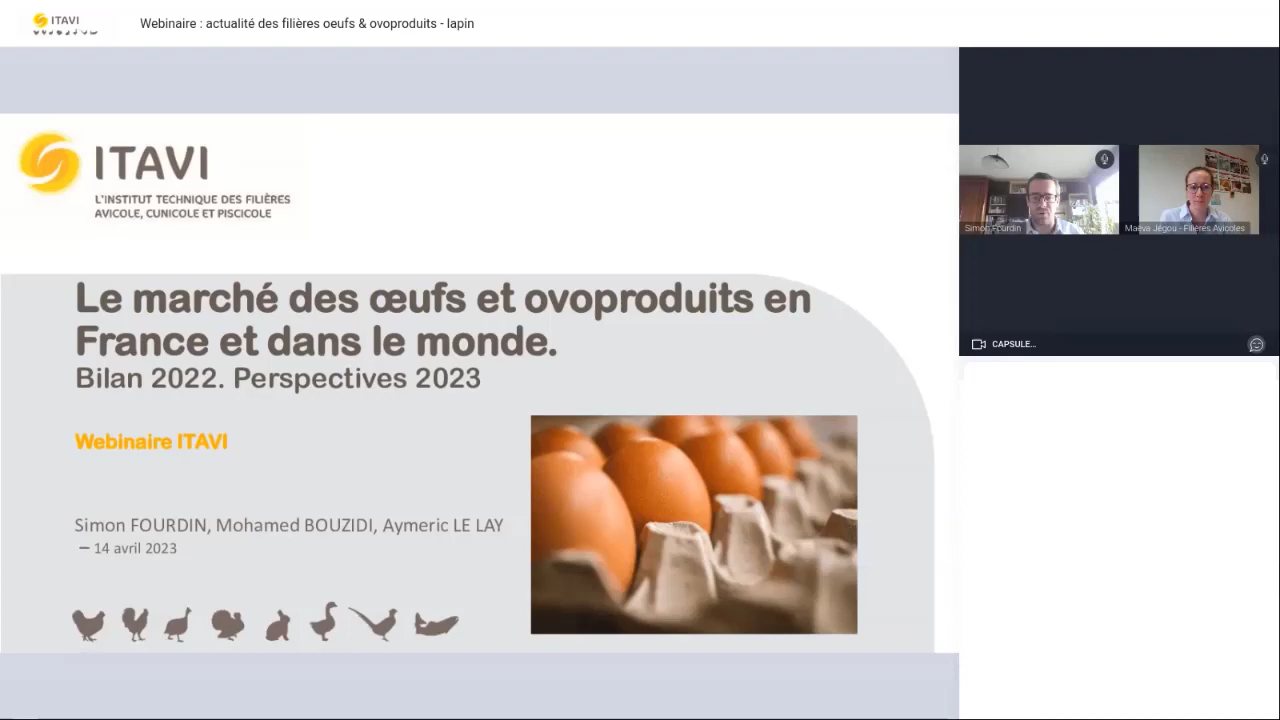 ITAVI
Webinaire : actualité des filières oeufs & ovoproduits - lapin
ITAVI
L'INSTITUT TECHNIQUE DES FILIÈRES
AVICOLE, CUNICOLE ET PISCICOLE
Le marché des œufs et ovoproduits en
France et dans le monde.
Bilan 2022. Perspectives 2023
Webinaire ITAVI
Simon FOURDIN, Mohamed BOUZIDI, Aymeric LE LAY
– 14 avril 2023
Simon Fourdin
Maéva Jégou - Filières Avicoles
CAPSULE...